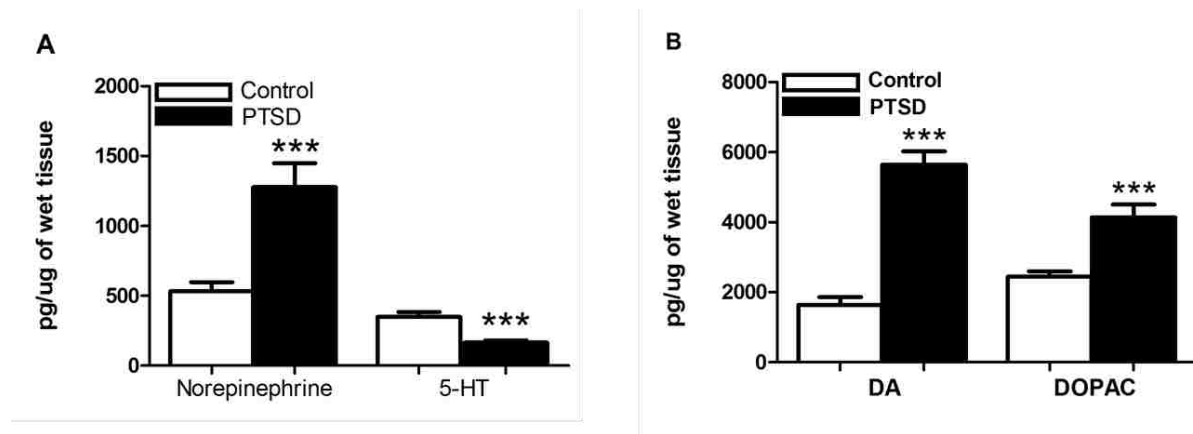 A
pg/ug of wet tissue
2000
1500
1000
500
0
Control
PTSD
***
***
Norepinephrine
5-HT
B
pg/ug of wet tissue
8000
6000
4000
2000
0
Control
PTSD
***
***
DA
DOPAC